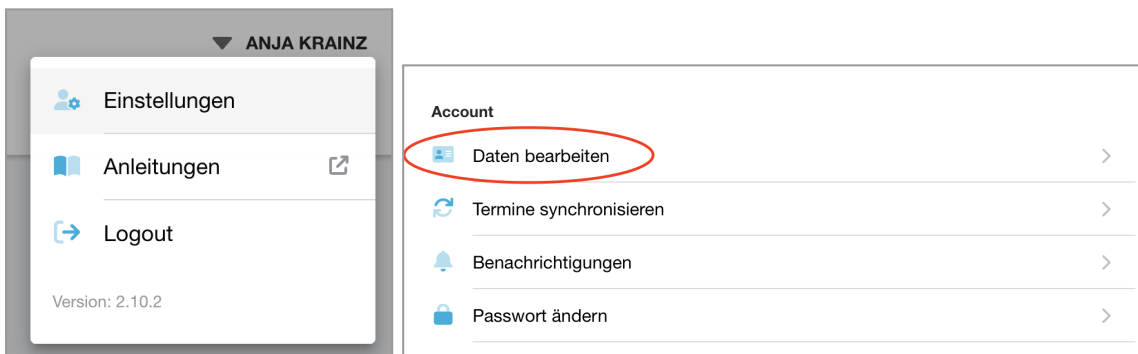 ANJA KRAINZ
Einstellungen
Anleitungen
Logout
Version: 2.10.2
Account
Daten bearbeiten
Termine synchronisieren
Benachrichtigungen
Passwort ändern